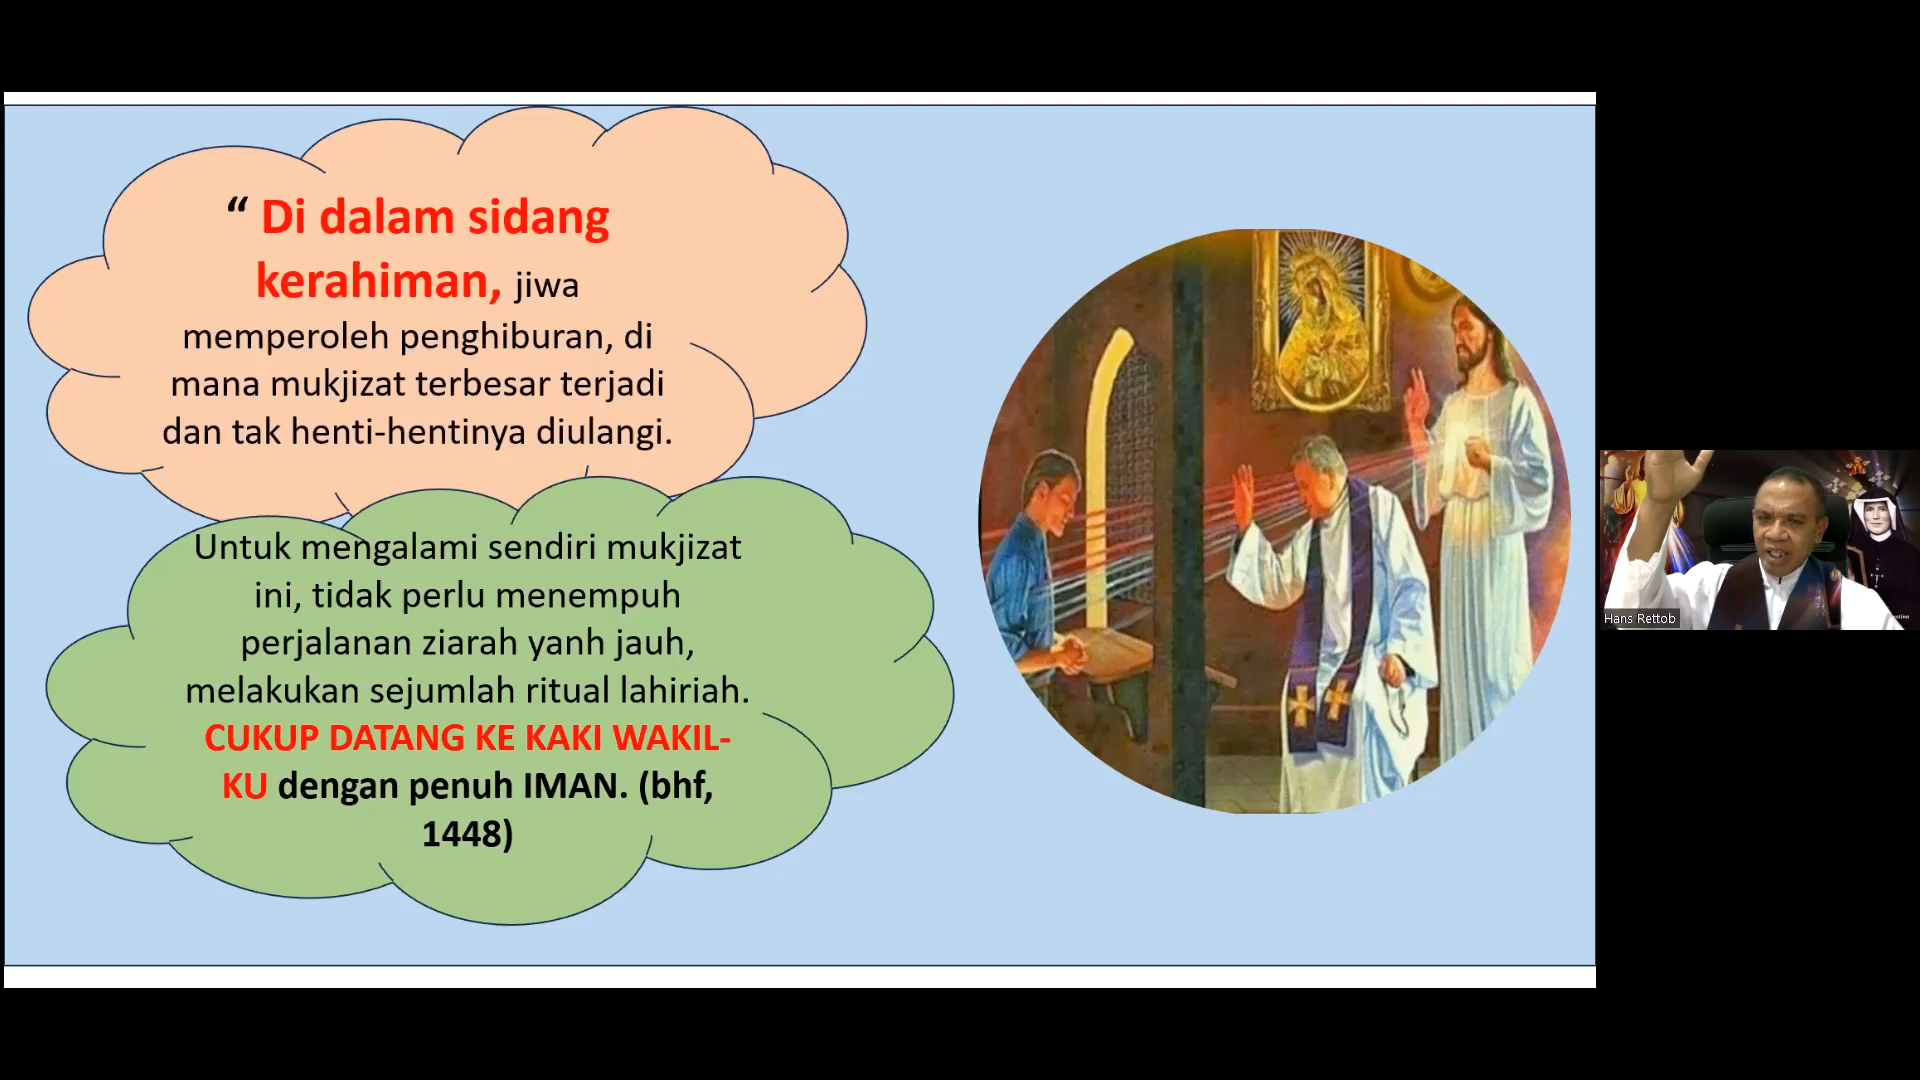 “ Di dalam sidang
kerahiman, jiwa
memperoleh penghiburan, di
mana mukjizat terbesar terjadi
dan tak henti-hentinya diulangi.
Untuk mengalami sendiri mukjizat
ini, tidak perlu menempuh
perjalanan ziarah yanh jauh,
melakukan sejumlah ritual lahiriah.
CUKUP DATANG KE KAKI WAKIL-
KU dengan penuh IMAN. (bhf,
1448)
Hans Rettob